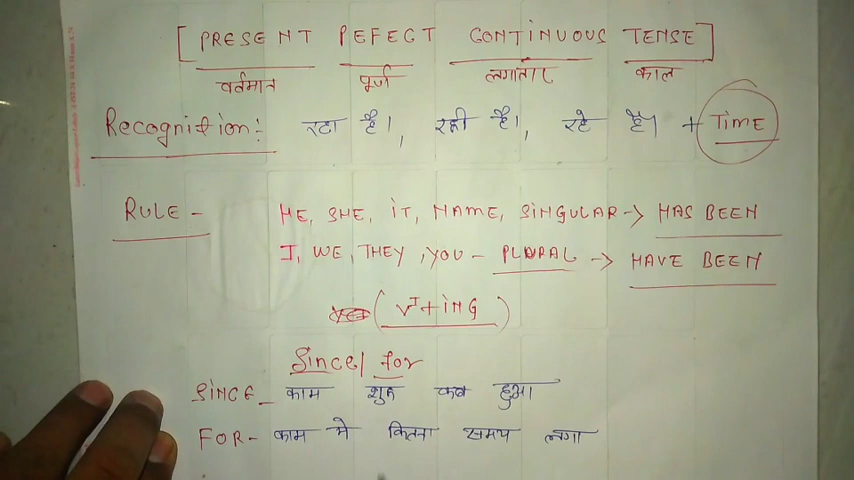 [PRESENT PEFECT CONTINUOUS TENSE]
वर्तमान पूर्ण लगातार काल
Recognition:- रहा है।, रही है।, रहे है। + TIME
RULE - HE, SHE, IT, NAME, SINGULAR -> HAS BEEN
I, WE, THEY, YOU - PLURAL -> HAVE BEEN
(V^I + ING)
Since/ for
SINCE - काम शुरु कब हुआ
FOR - काम मे कितना समय लगा